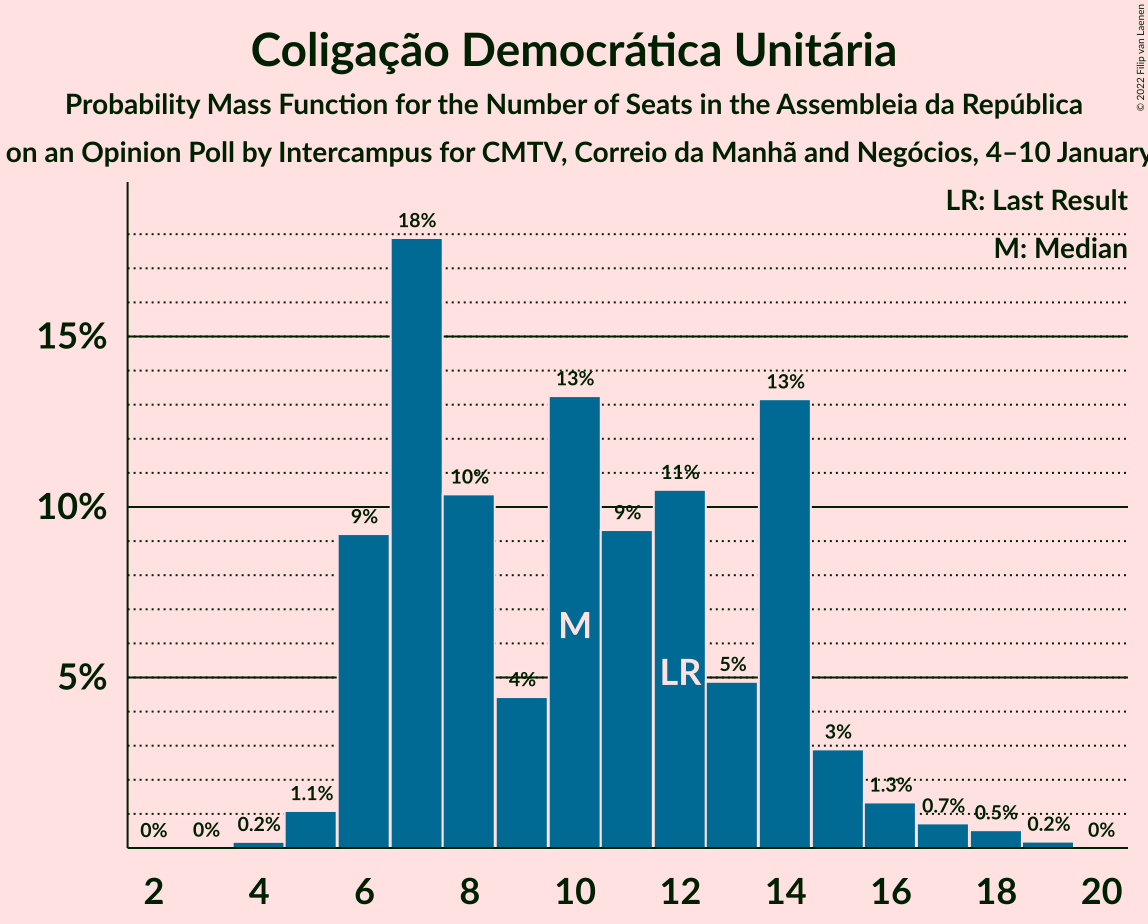 Coligação Democrática Unitária
Probability Mass Function for the Number of Seats in the Assembleia da República
on an Opinion Poll by Intercampus for CMTV, Correio da Manhã and Negócios, 4–10 January
© 2022 Filip van Laenen
LR: Last Result
M: Median
18%
15%
13%
13%
10%
11%
10%
9%
9%
M
LR
5%
5%
4%
3%
1.1%
1.3%
0.7%
0.5%
0%
0%
0.2%
0.2%
0%
2 4 6 8 10 12 14 16 18 20